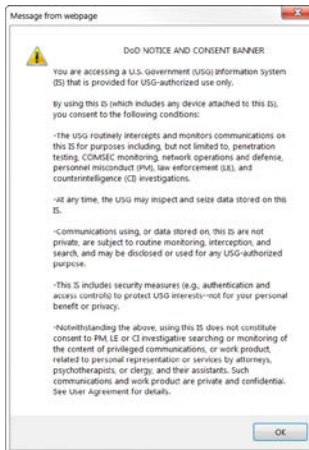 Message from webpage
DoD NOTICE AND CONSENT BANNER
You are accessing a U.S. Government (USG) Information System
(IS) that is provided for USG-authorized use only.
By using this IS (which includes any device attached to this IS),
you consent to the following conditions:
-The USG routinely intercepts and monitors communications on
this IS for purposes including, but not limited to, penetration
testing, COMSEC monitoring, network operations and defense,
personnel misconduct (PM), law enforcement (LE), and
counterintelligence (CI) investigations.
-At any time, the USG may inspect and seize data stored on this
IS.
-Communications using, or data stored on, this IS are not
private, are subject to routine monitoring, interception, and
search, and may be disclosed or used for any USG-authorized
purpose.
-This IS includes security measures (e.g., authentication and
access controls) to protect USG interests--not for your personal
benefit or privacy.
-Notwithstanding the above, using this IS does not constitute
consent to PM, LE or CI investigative searching or monitoring of
the content of privileged communications, or work product,
related to personal representation or services by attorneys,
psychotherapists, or clergy, and their assistants. Such
communications and work product are private and confidential.
See User Agreement for details.
OK